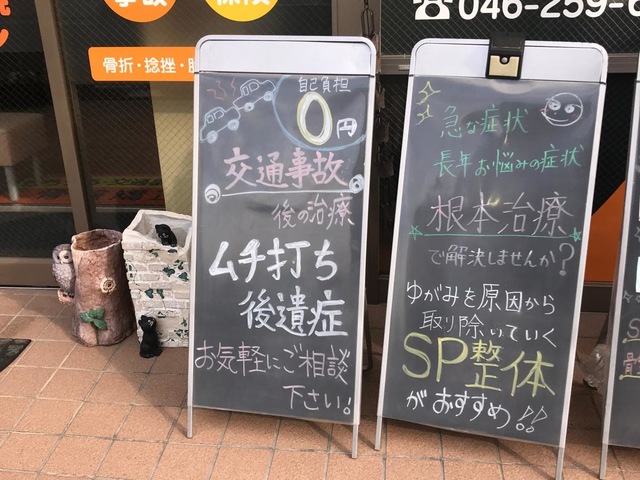 骨折・捻挫・
046-259-6
自己負担
0円
交通事故
後の治療
ムチ打ち
後遺症
お気軽にご相談
下さい!
急な症状
長年お悩みの症状
根本治療
で解決しませんか?
ゆがみを原因から
取り除いていく
SP整体
がおすすめ!!